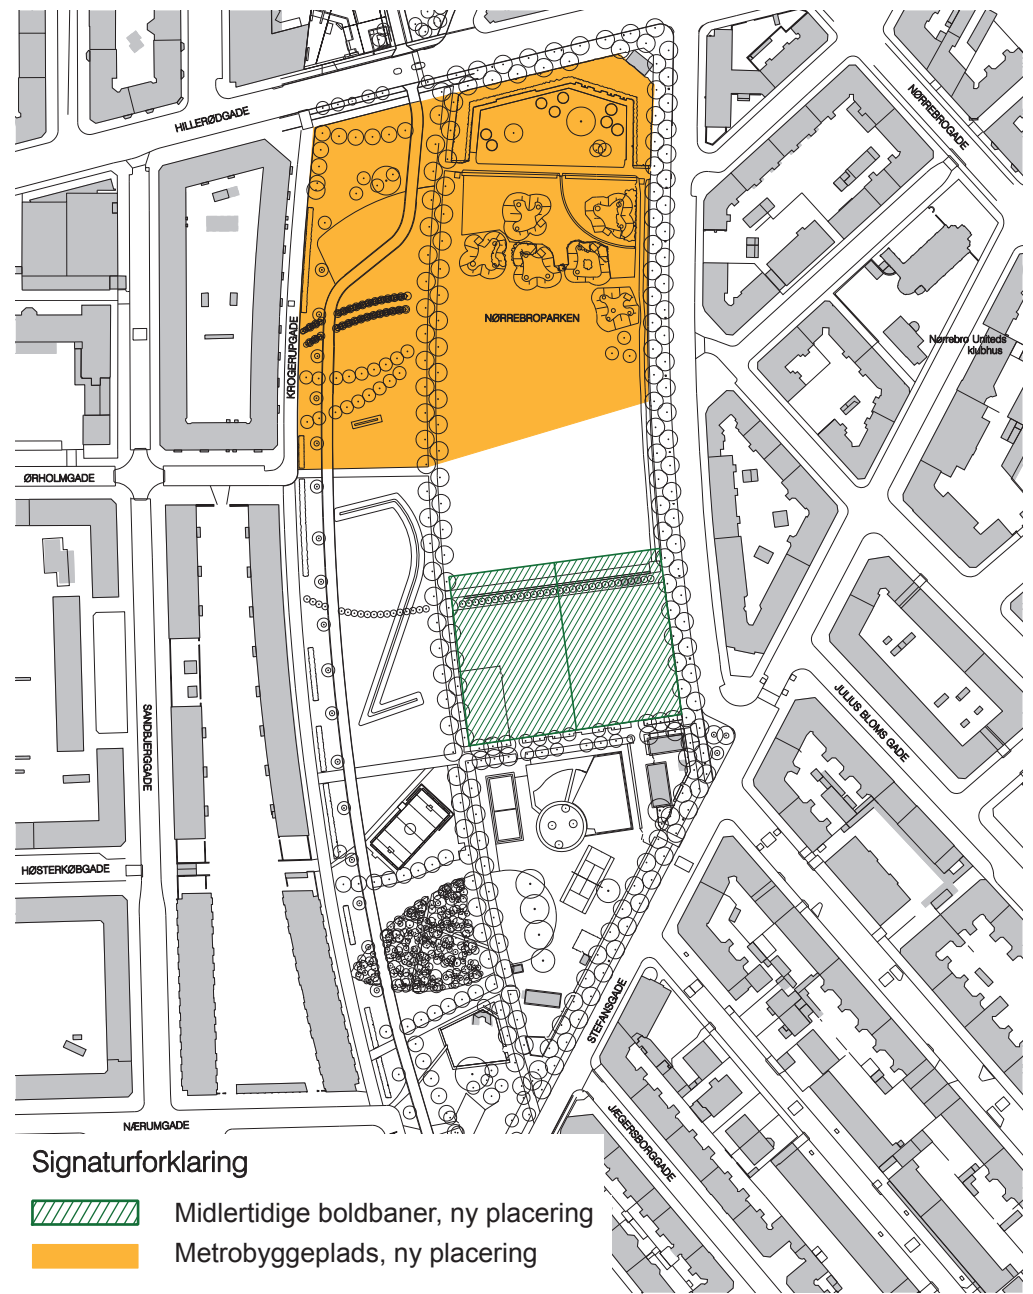 HILLERØDGADE
NØRREBROGADE
NØRREBROPARKEN
Nørrebro Uniteds
klubhus
KROGERUPGADE
ØRHOLMGADE
SANDBJERGGADE
JULIUS BLOMS GADE
HØSTERKØBGADE
STEFANSGADE
JÆGERSBORGGADE
NÆRUMGADE
Signaturforklaring
Midlertidige boldbaner, ny placering
Metrobyggeplads, ny placering